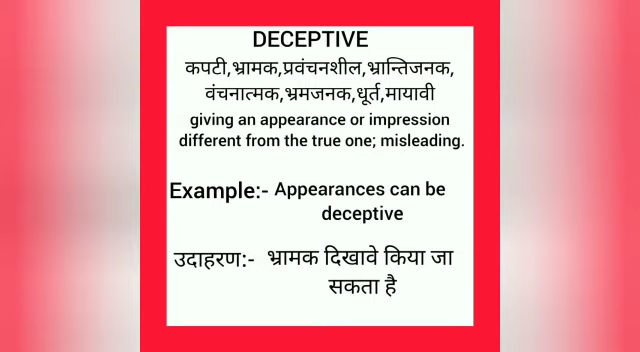 DECEPTIVE
कपटी,भ्रामक,प्रवंचनशील,भ्रान्तिजनक,
वंचनात्मक,भ्रमजनक,धूर्त,मायावी
giving an appearance or impression
different from the true one; misleading.
Example:- Appearances can be
deceptive
उदाहरण:- भ्रामक दिखावे किया जा
सकता है